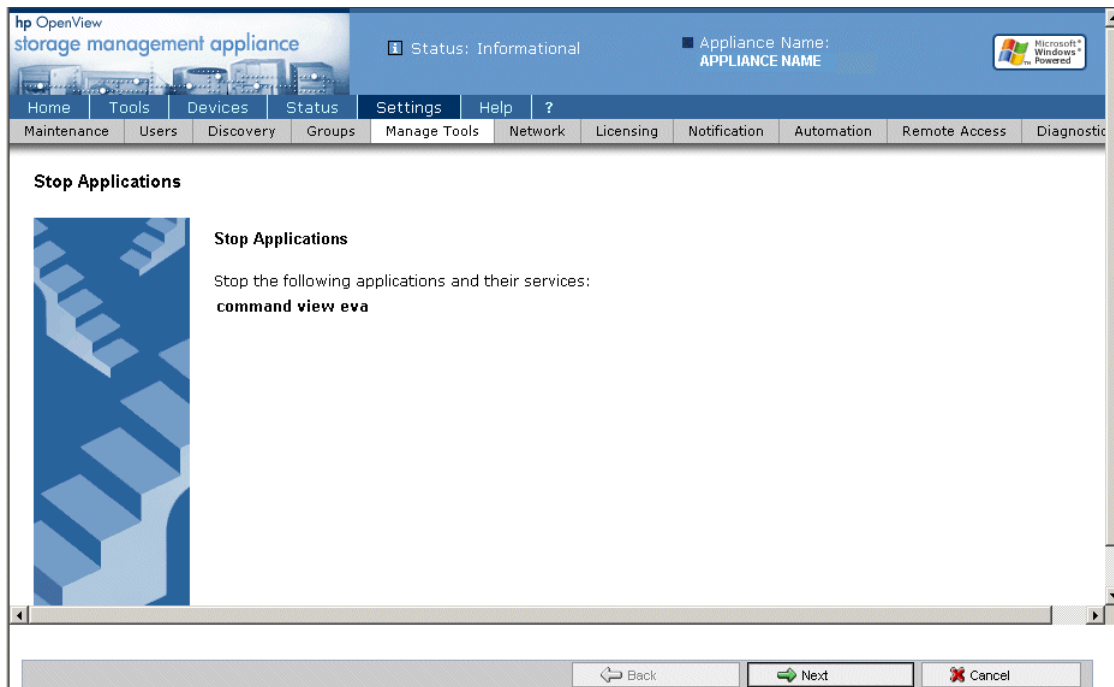 hp OpenView
storage management appliance
i Status: Informational
Appliance Name:
APPLIANCE NAME
Microsoft®
Windows®
TM Powered
Home Tools Devices Status Settings Help ?
Maintenance Users Discovery Groups Manage Tools Network Licensing Notification Automation Remote Access Diagnostic
Stop Applications
Stop Applications
Stop the following applications and their services:
command view eva
Back Next Cancel